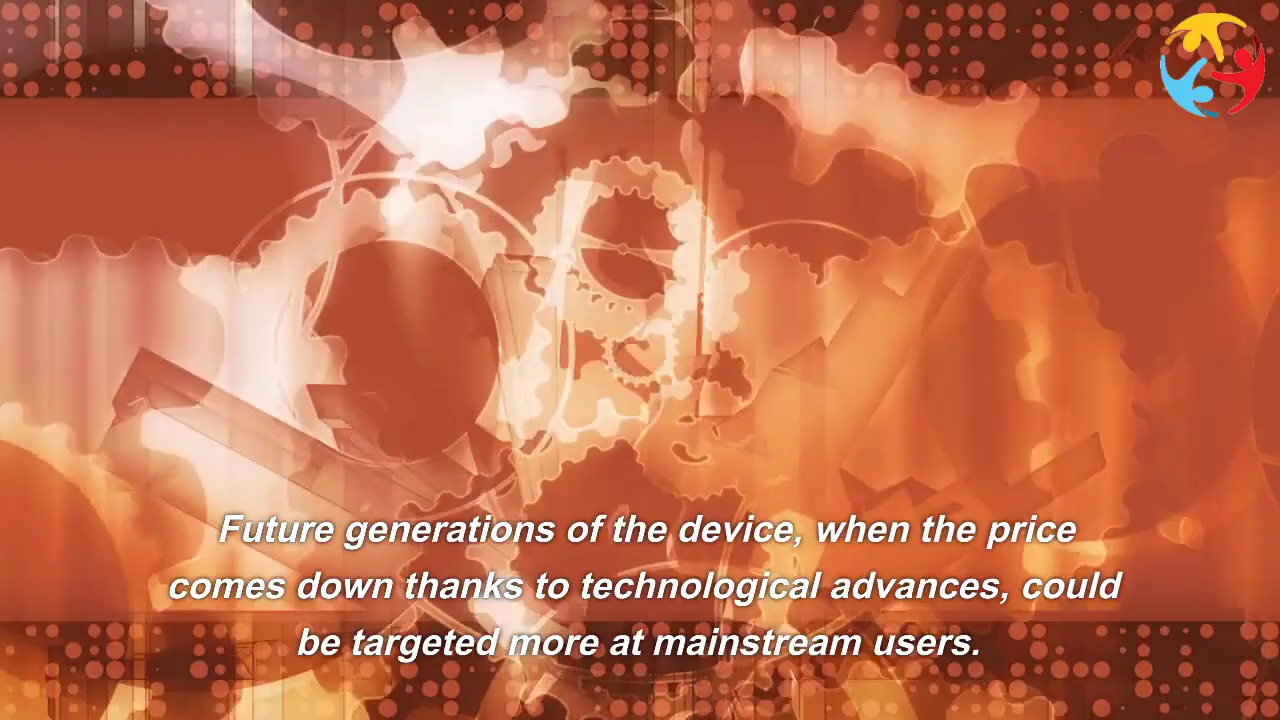 Future generations of the device, when the price
comes down thanks to technological advances, could
be targeted more at mainstream users.